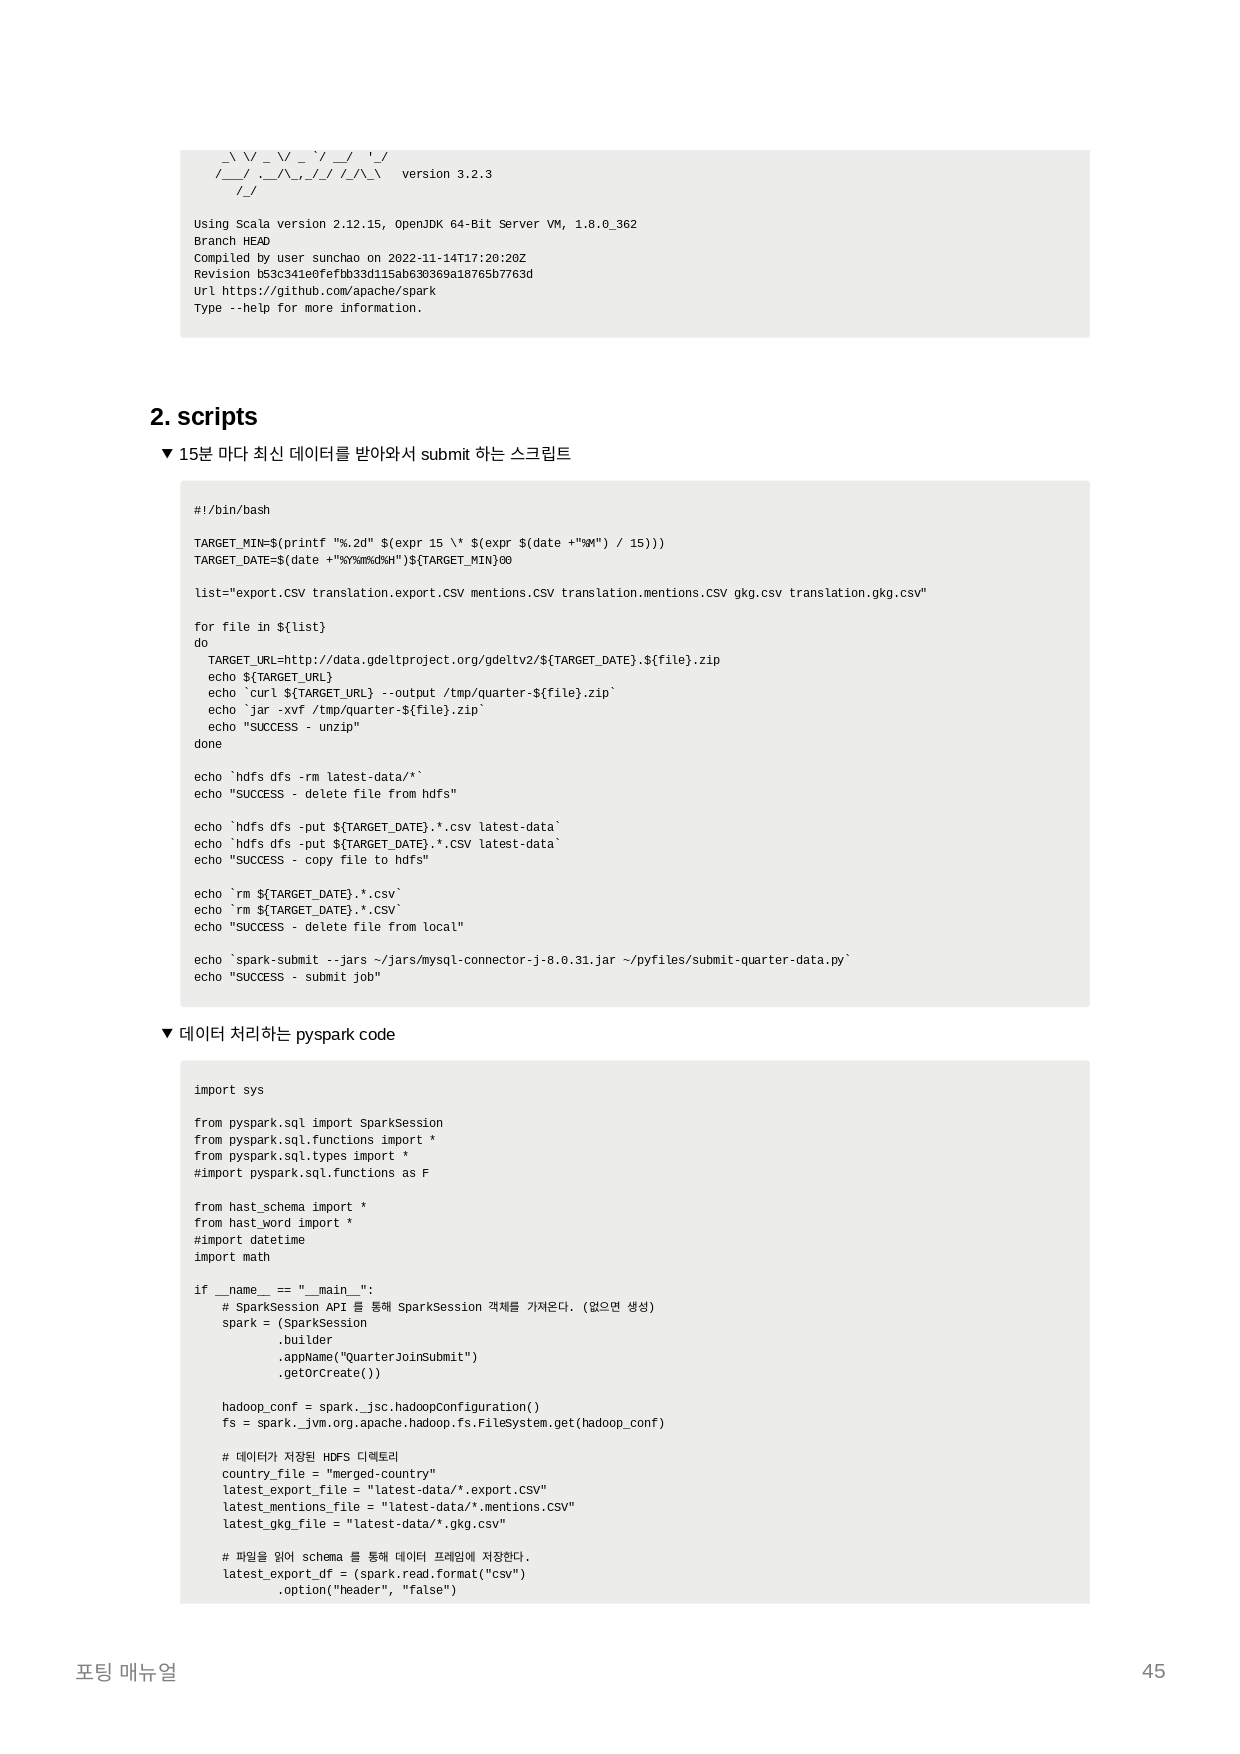 _\ \/ _ \/ _ `/ __/  '_/
   /___/ .__/\_,_/_/ /_/\_\   version 3.2.3
      /_/

Using Scala version 2.12.15, OpenJDK 64-Bit Server VM, 1.8.0_362
Branch HEAD
Compiled by user sunchao on 2022-11-14T17:20:20Z
Revision b53c341e0fefbb33d115ab630369a18765b7763d
Url https://github.com/apache/spark
Type --help for more information.

2. scripts
▼ 15분 마다 최신 데이터를 받아와서 submit 하는 스크립트

#!/bin/bash

TARGET_MIN=$(printf "%.2d" $(expr 15 \* $(expr $(date +"%M") / 15)))
TARGET_DATE=$(date +"%Y%m%d%H")${TARGET_MIN}00

list="export.CSV translation.export.CSV mentions.CSV translation.mentions.CSV gkg.csv translation.gkg.csv"

for file in ${list}
do
  TARGET_URL=http://data.gdeltproject.org/gdeltv2/${TARGET_DATE}.${file}.zip
  echo ${TARGET_URL}
  echo `curl ${TARGET_URL} --output /tmp/quarter-${file}.zip`
  echo `jar -xvf /tmp/quarter-${file}.zip`
  echo "SUCCESS - unzip"
done

echo `hdfs dfs -rm latest-data/*`
echo "SUCCESS - delete file from hdfs"

echo `hdfs dfs -put ${TARGET_DATE}.*.csv latest-data`
echo `hdfs dfs -put ${TARGET_DATE}.*.CSV latest-data`
echo "SUCCESS - copy file to hdfs"

echo `rm ${TARGET_DATE}.*.csv`
echo `rm ${TARGET_DATE}.*.CSV`
echo "SUCCESS - delete file from local"

echo `spark-submit --jars ~/jars/mysql-connector-j-8.0.31.jar ~/pyfiles/submit-quarter-data.py`
echo "SUCCESS - submit job"

▼ 데이터 처리하는 pyspark code

import sys

from pyspark.sql import SparkSession
from pyspark.sql.functions import *
from pyspark.sql.types import *
#import pyspark.sql.functions as F

from hast_schema import *
from hast_word import *
#import datetime
import math

if __name__ == "__main__":
    # SparkSession API 를 통해 SparkSession 객체를 가져온다. (없으면 생성)
    spark = (SparkSession
            .builder
            .appName("QuarterJoinSubmit")
            .getOrCreate())

    hadoop_conf = spark._jsc.hadoopConfiguration()
    fs = spark._jvm.org.apache.hadoop.fs.FileSystem.get(hadoop_conf)

    # 데이터가 저장된 HDFS 디렉토리
    country_file = "merged-country"
    latest_export_file = "latest-data/*.export.CSV"
    latest_mentions_file = "latest-data/*.mentions.CSV"
    latest_gkg_file = "latest-data/*.gkg.csv"

    # 파일을 읽어 schema 를 통해 데이터 프레임에 저장한다.
    latest_export_df = (spark.read.format("csv")
            .option("header", "false")

포팅 매뉴얼
45